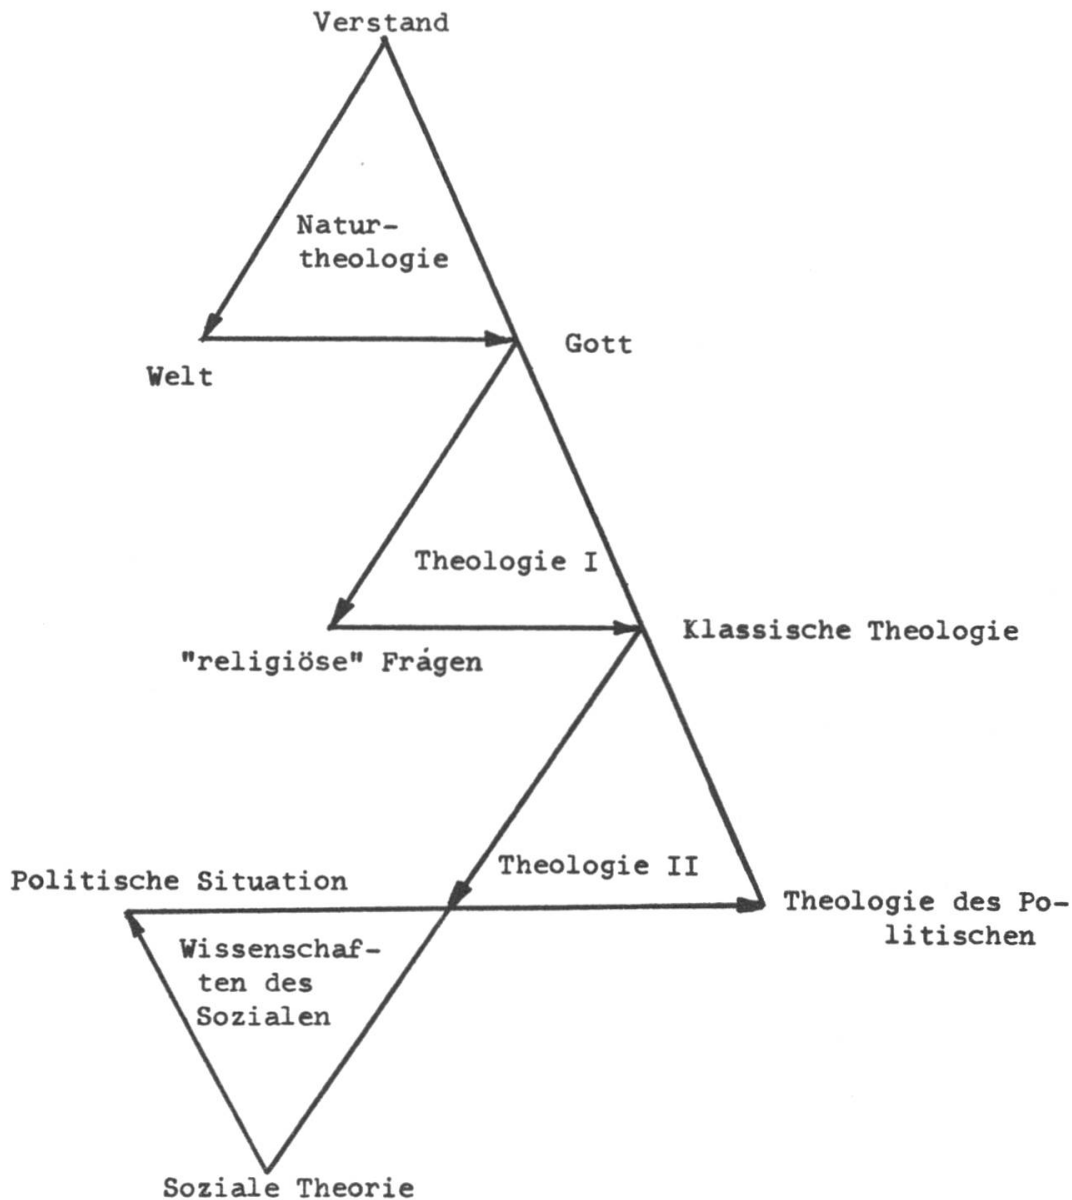 Verstand
Natur-
theologie
Gott
Welt
Theologie I
Klassische Theologie
"religiöse" Frágen
Theologie II
Politische Situation
Theologie des Po-
litischen
Wissenschaf-
ten des
Sozialen
Soziale Theorie